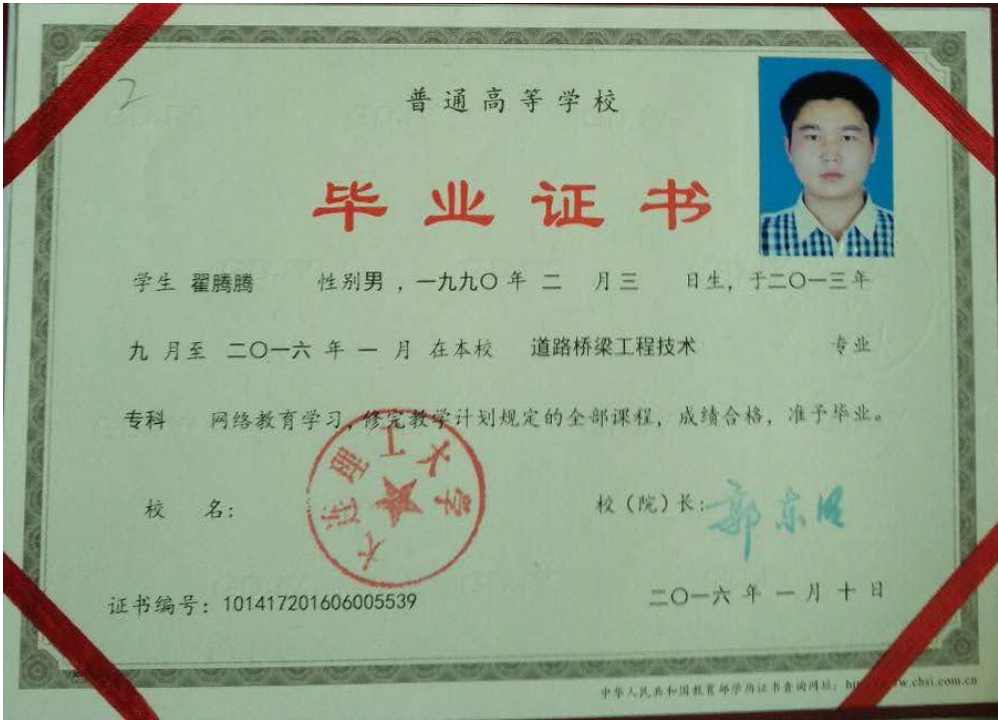 2
普通高等学校
毕业证书
学生 翟腾腾 性别男，一九九〇年 二 月三 日生，于二〇一三年
九 月至 二〇一六 年 一 月 在本校 道路桥梁工程技术 专业
专科 网络教育学习，修完教学计划规定的全部课程，成绩合格，准予毕业。
大连理工大学
校 名： 校（院）长：郭东明
证书编号：101417201606005539 二〇一六 年 一 月 十 日
中华人民共和国教育部学历证书查询网址：w.chsi.com.cn